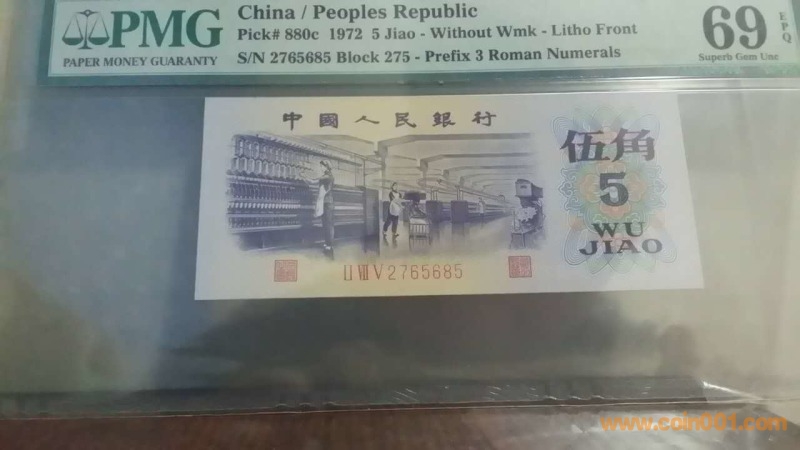 PMG
PAPER MONEY GUARANTY
China / Peoples Republic
Pick# 880c 1972 5 Jiao - Without Wmk - Litho Front
S/N 2765685 Block 275 - Prefix 3 Roman Numerals
69
EPQ
Superb Gem Unc
中國人民銀行
伍角
5
WU
JIAO
II VII V 2765685
www.coin001.com